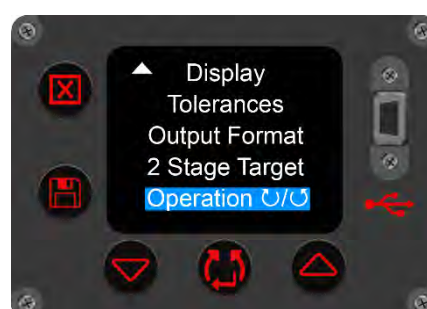 Display
Tolerances
Output Format
2 Stage Target
Operation ↻/↺